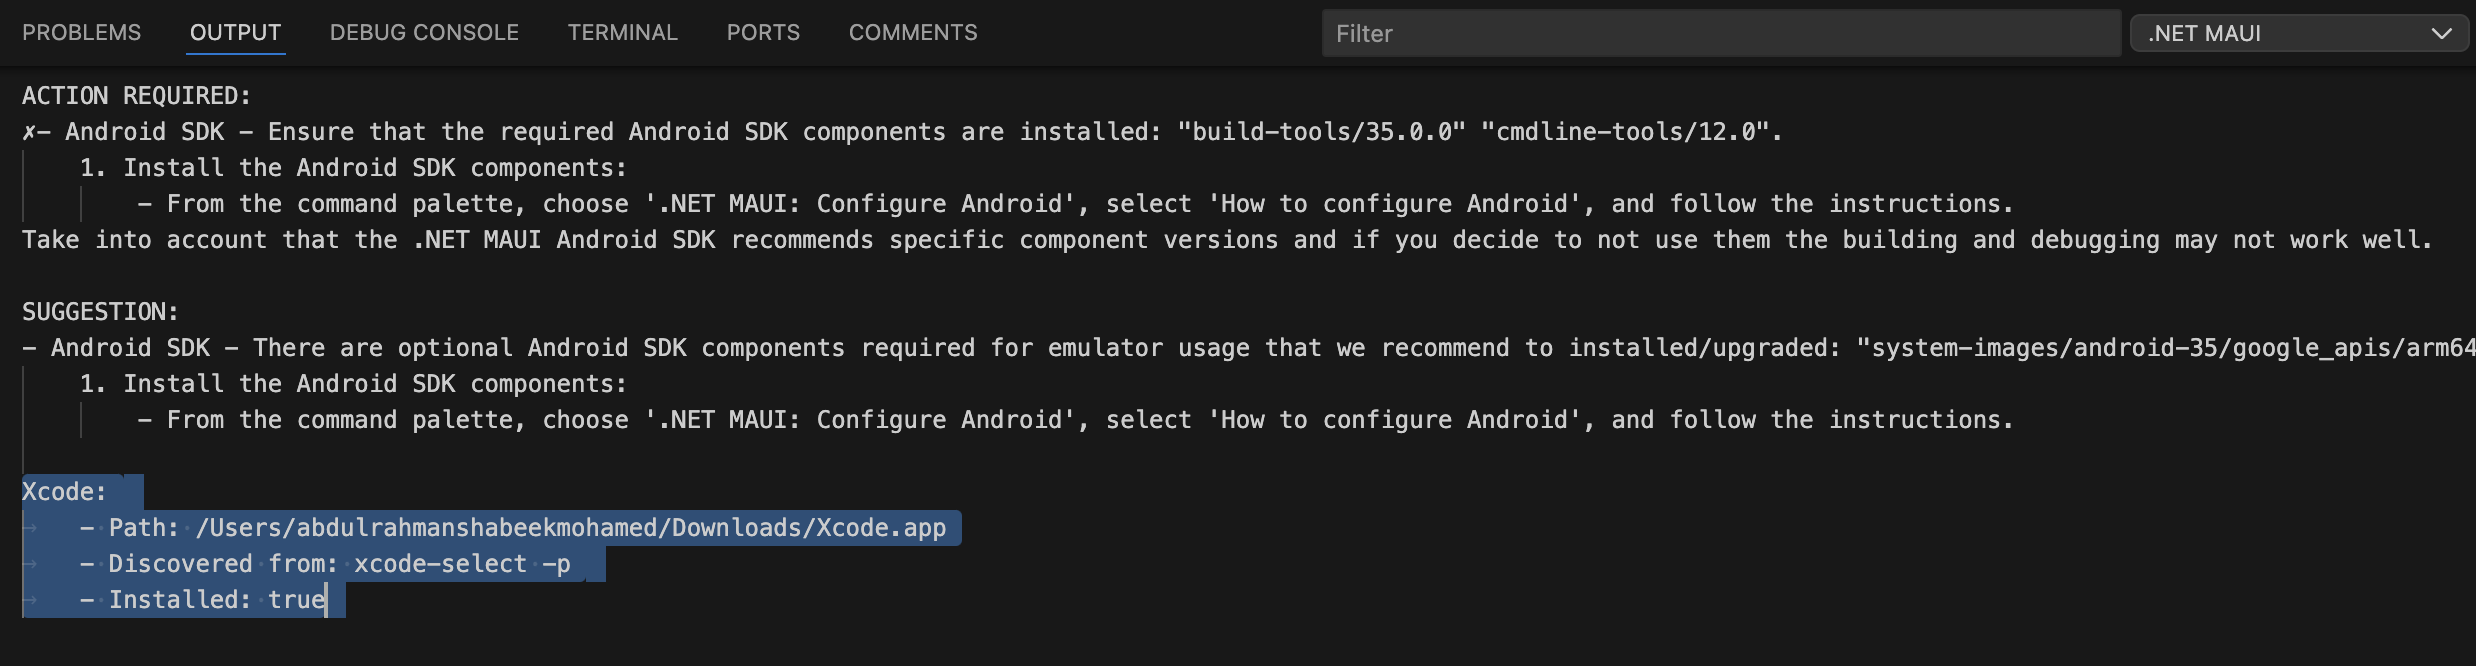 PROBLEMS OUTPUT DEBUG CONSOLE TERMINAL PORTS COMMENTS Filter .NET MAUI
ACTION REQUIRED:
✗- Android SDK - Ensure that the required Android SDK components are installed: "build-tools/35.0.0" "cmdline-tools/12.0".
1. Install the Android SDK components:
- From the command palette, choose '.NET MAUI: Configure Android', select 'How to configure Android', and follow the instructions.
Take into account that the .NET MAUI Android SDK recommends specific component versions and if you decide to not use them the building and debugging may not work well.
SUGGESTION:
- Android SDK - There are optional Android SDK components required for emulator usage that we recommend to installed/upgraded: "system-images/android-35/google_apis/arm64
1. Install the Android SDK components:
- From the command palette, choose '.NET MAUI: Configure Android', select 'How to configure Android', and follow the instructions.
Xcode:
- Path: /Users/abdulrahmanshabeekmohamed/Downloads/Xcode.app
- Discovered from: xcode-select -p
- Installed: true